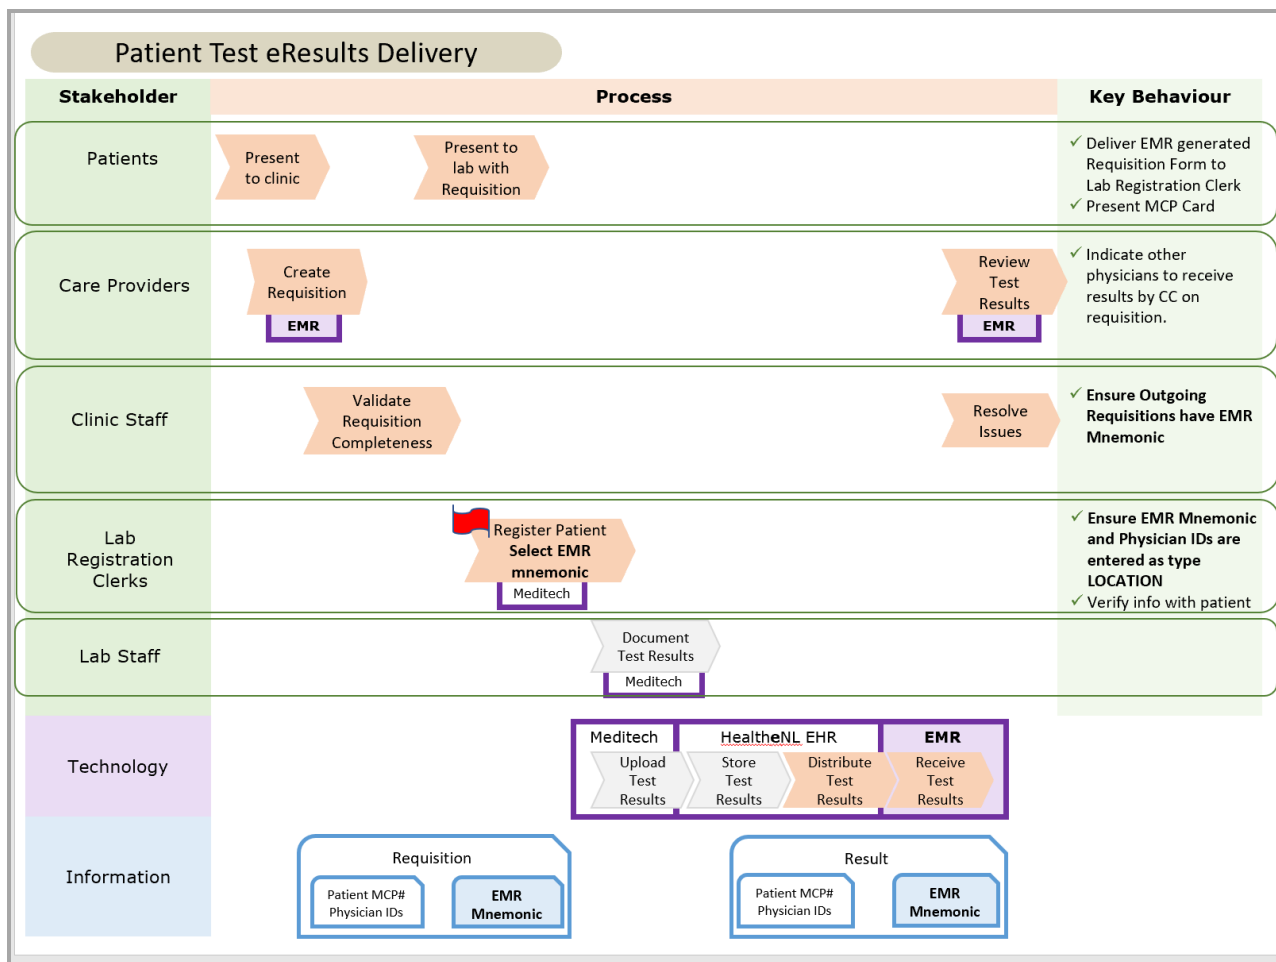 Patient Test eResults Delivery
Stakeholder
Process
Key Behaviour
Patients
Present
to clinic
Present to
lab with
Requisition
✓ Deliver EMR generated
Requisition Form to
Lab Registration Clerk
✓ Present MCP Card
Care Providers
Create
Requisition
EMR
Review
Test
Results
EMR
✓ Indicate other
physicians to receive
results by CC on
requisition.
Clinic Staff
Validate
Requisition
Completeness
Resolve
Issues
✓ Ensure Outgoing
Requisitions have EMR
Mnemonic
Lab
Registration
Clerks
Register Patient
Select EMR
mnemonic
Meditech
✓ Ensure EMR Mnemonic
and Physician IDs are
entered as type
LOCATION
✓ Verify info with patient
Lab Staff
Document
Test Results
Meditech
Technology
Meditech
Upload
Test
Results
HealtheNL EHR
Store
Test
Results
Distribute
Test
Results
EMR
Receive
Test
Results
Information
Requisition
Patient MCP#
Physician IDs
EMR
Mnemonic
Result
Patient MCP#
Physician IDs
EMR
Mnemonic